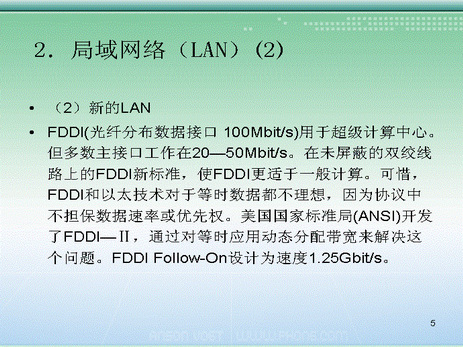 2．局域网络（LAN）(2)
• （2）新的LAN
• FDDI(光纤分布数据接口 100Mbit/s)用于超级计算中心。
但多数主接口工作在20—50Mbit/s。在未屏蔽的双绞线
路上的FDDI新标准，使FDDI更适于一般计算。可惜，
FDDI和以太技术对于等时数据都不理想，因为协议中
不担保数据速率或优先权。美国国家标准局(ANSI)开发
了FDDI—Ⅱ，通过对等时应用动态分配带宽来解决这
个问题。FDDI Follow-On设计为速度1.25Gbit/s。
5